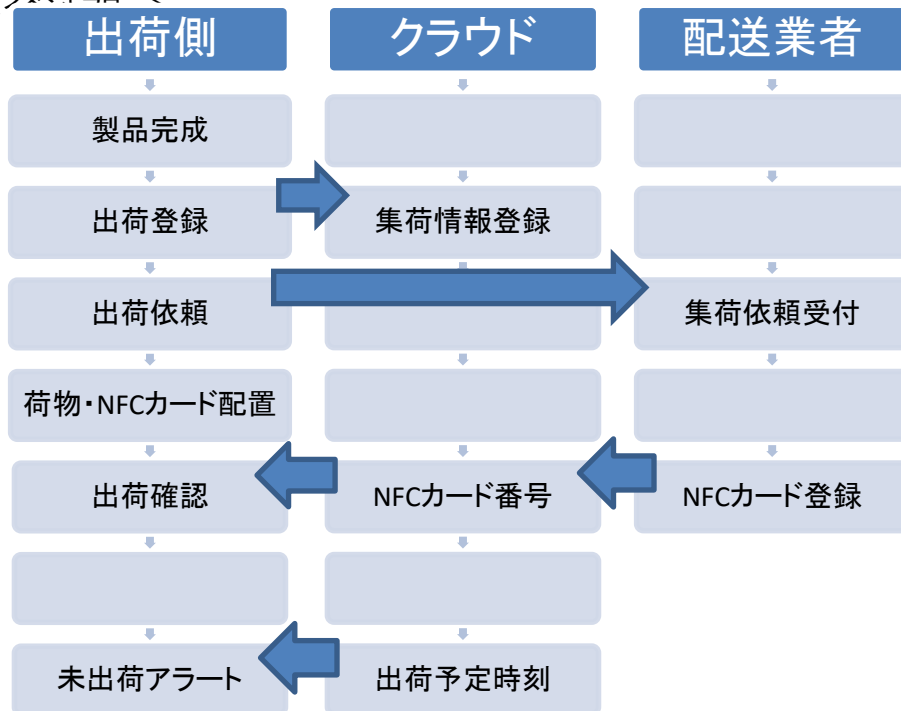 出荷側
クラウド
配送業者
製品完成
出荷登録
集荷情報登録
出荷依頼
集荷依頼受付
荷物・NFCカード配置
出荷確認
NFCカード番号
NFCカード登録
未出荷アラート
出荷予定時刻